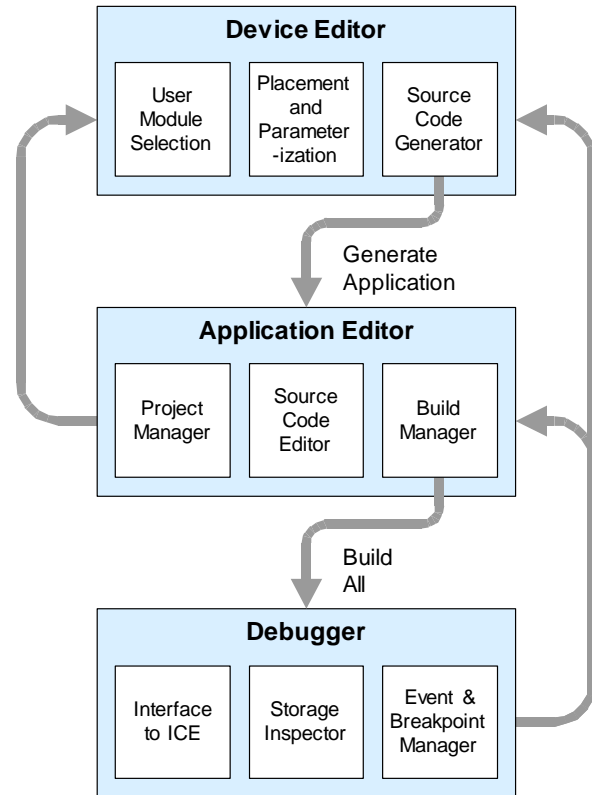 Device Editor
User
Module
Selection
Placement
and
Parameter
-ization
Source
Code
Generator
Generate
Application
Application Editor
Project
Manager
Source
Code
Editor
Build
Manager
Build
All
Debugger
Interface
to ICE
Storage
Inspector
Event &
Breakpoint
Manager